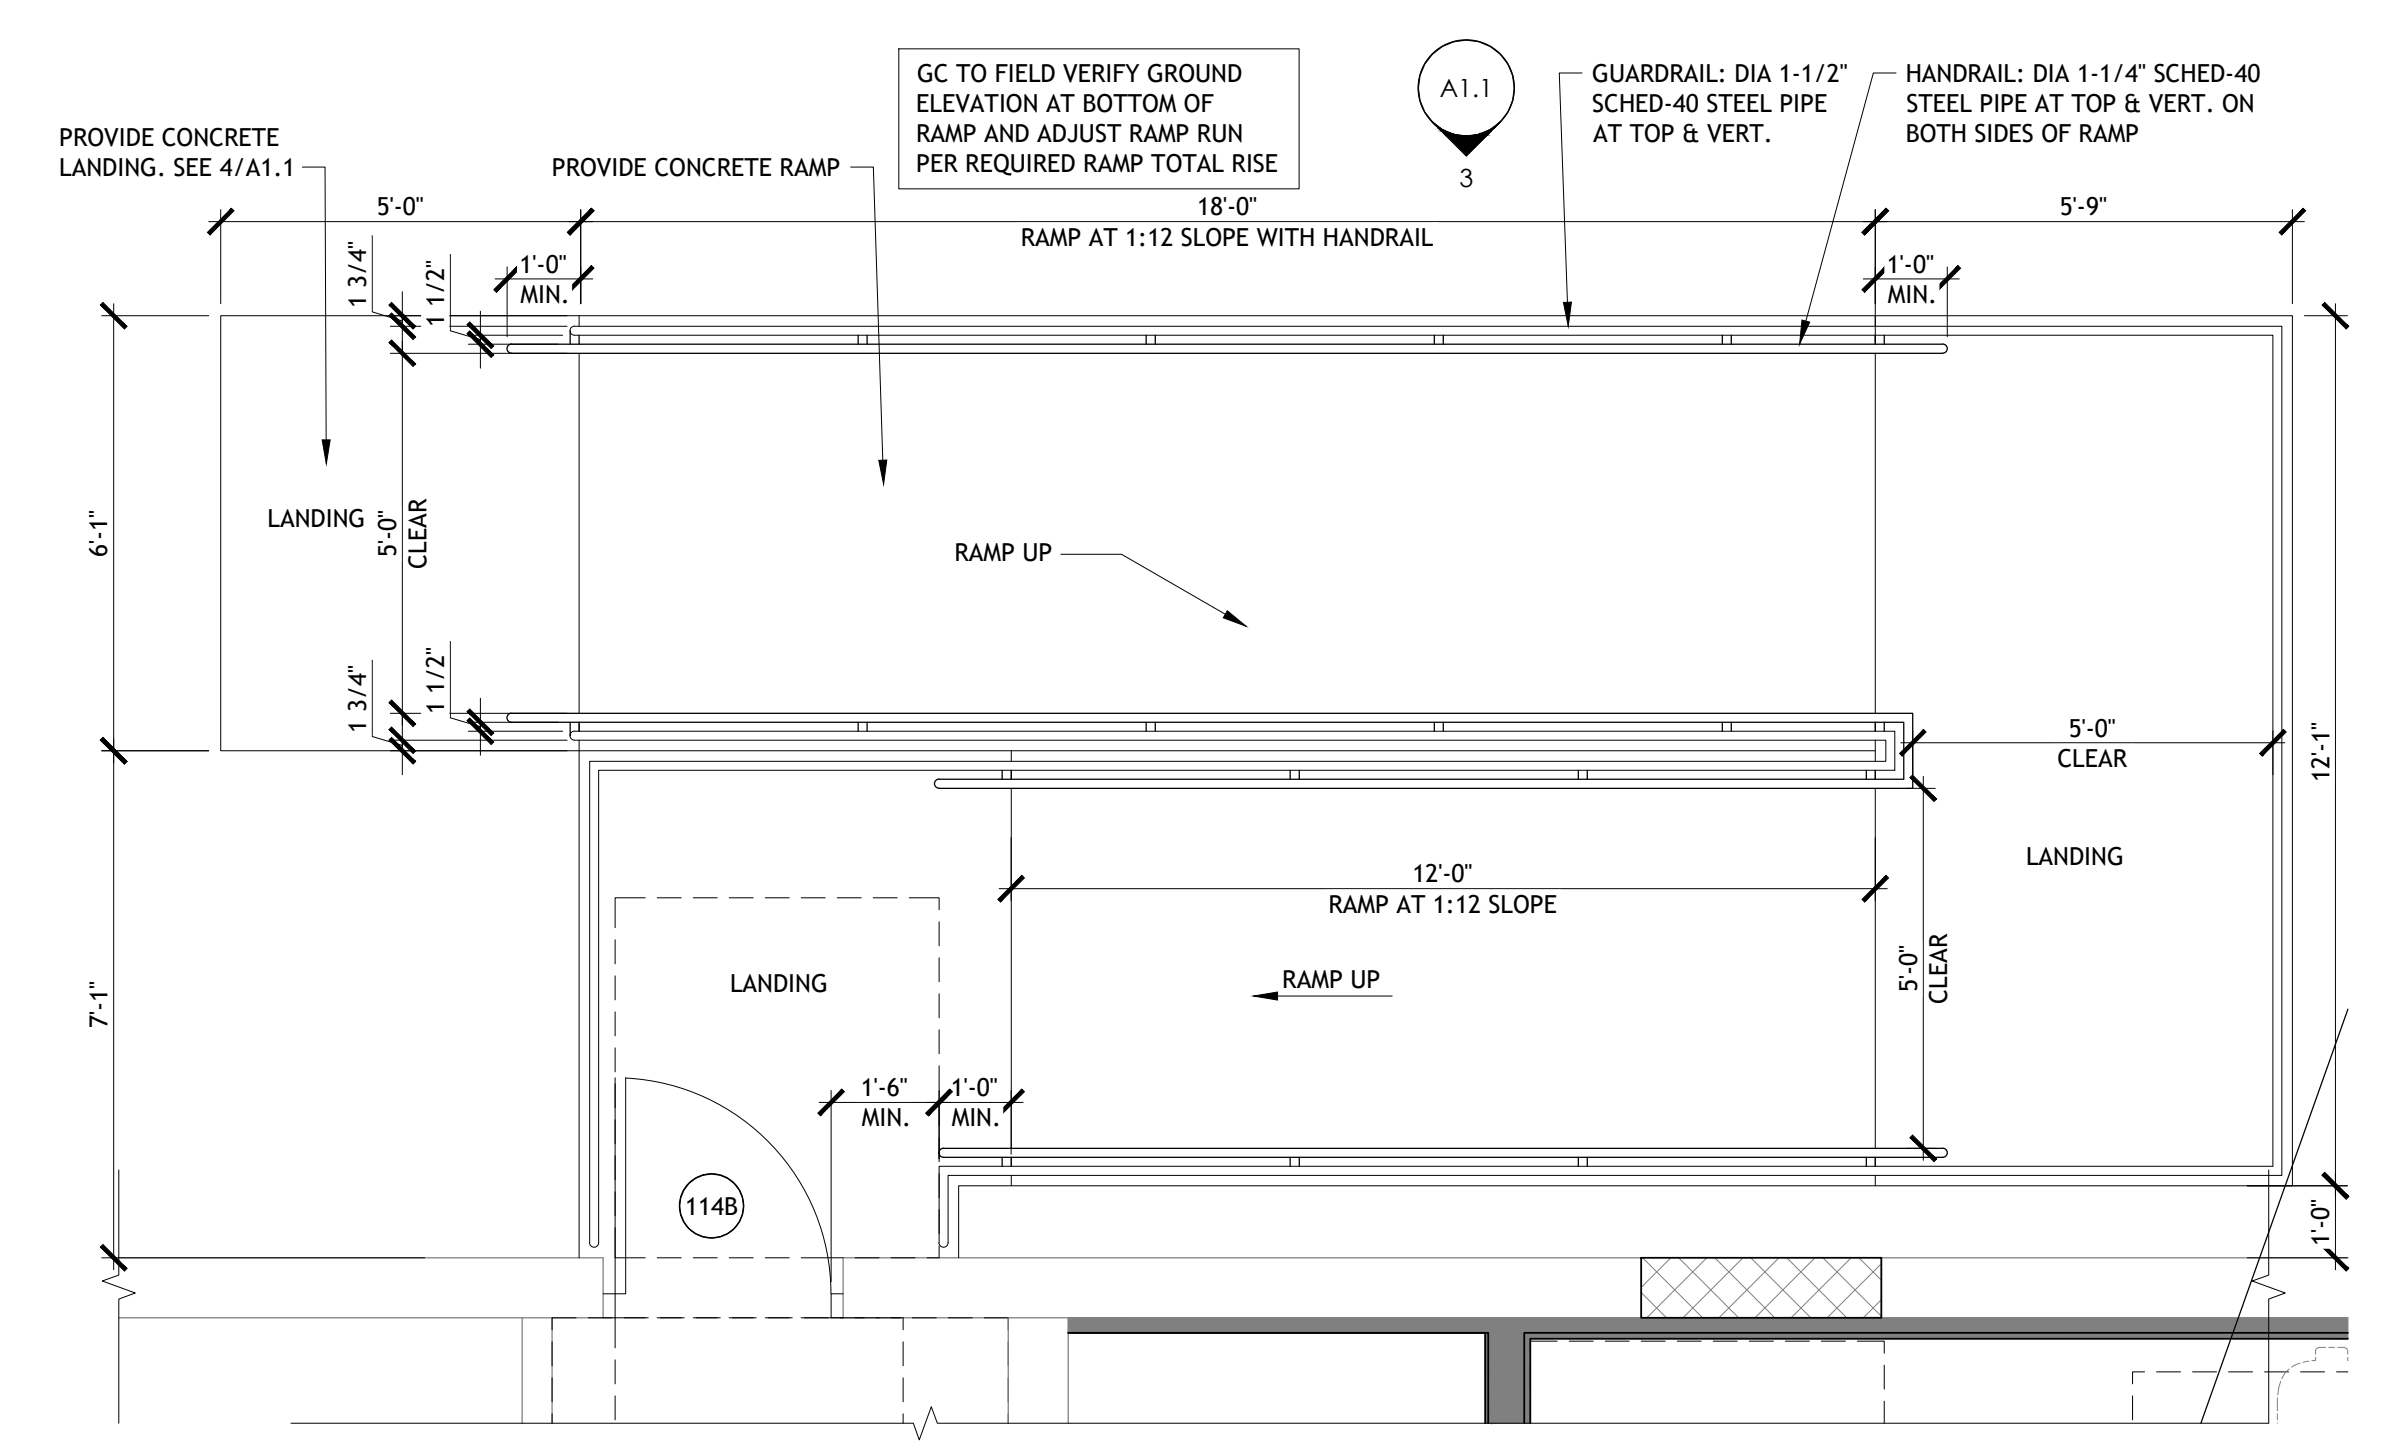 GC TO FIELD VERIFY GROUND
ELEVATION AT BOTTOM OF
RAMP AND ADJUST RAMP RUN
PER REQUIRED RAMP TOTAL RISE
A1.1
3
GUARDRAIL: DIA 1-1/2"
SCHED-40 STEEL PIPE
AT TOP & VERT.
HANDRAIL: DIA 1-1/4" SCHED-40
STEEL PIPE AT TOP & VERT. ON
BOTH SIDES OF RAMP
PROVIDE CONCRETE
LANDING. SEE 4/A1.1
PROVIDE CONCRETE RAMP
5'-0"
18'-0"
RAMP AT 1:12 SLOPE WITH HANDRAIL
5'-9"
1 3/4"
1 1/2"
1'-0"
MIN.
1'-0"
MIN.
6'-1"
LANDING
5'-0"
CLEAR
RAMP UP
1 3/4"
1 1/2"
5'-0"
CLEAR
12'-1"
LANDING
12'-0"
RAMP AT 1:12 SLOPE
7'-1"
LANDING
RAMP UP
5'-0"
CLEAR
1'-6"
MIN.
1'-0"
MIN.
114B
1'-0"